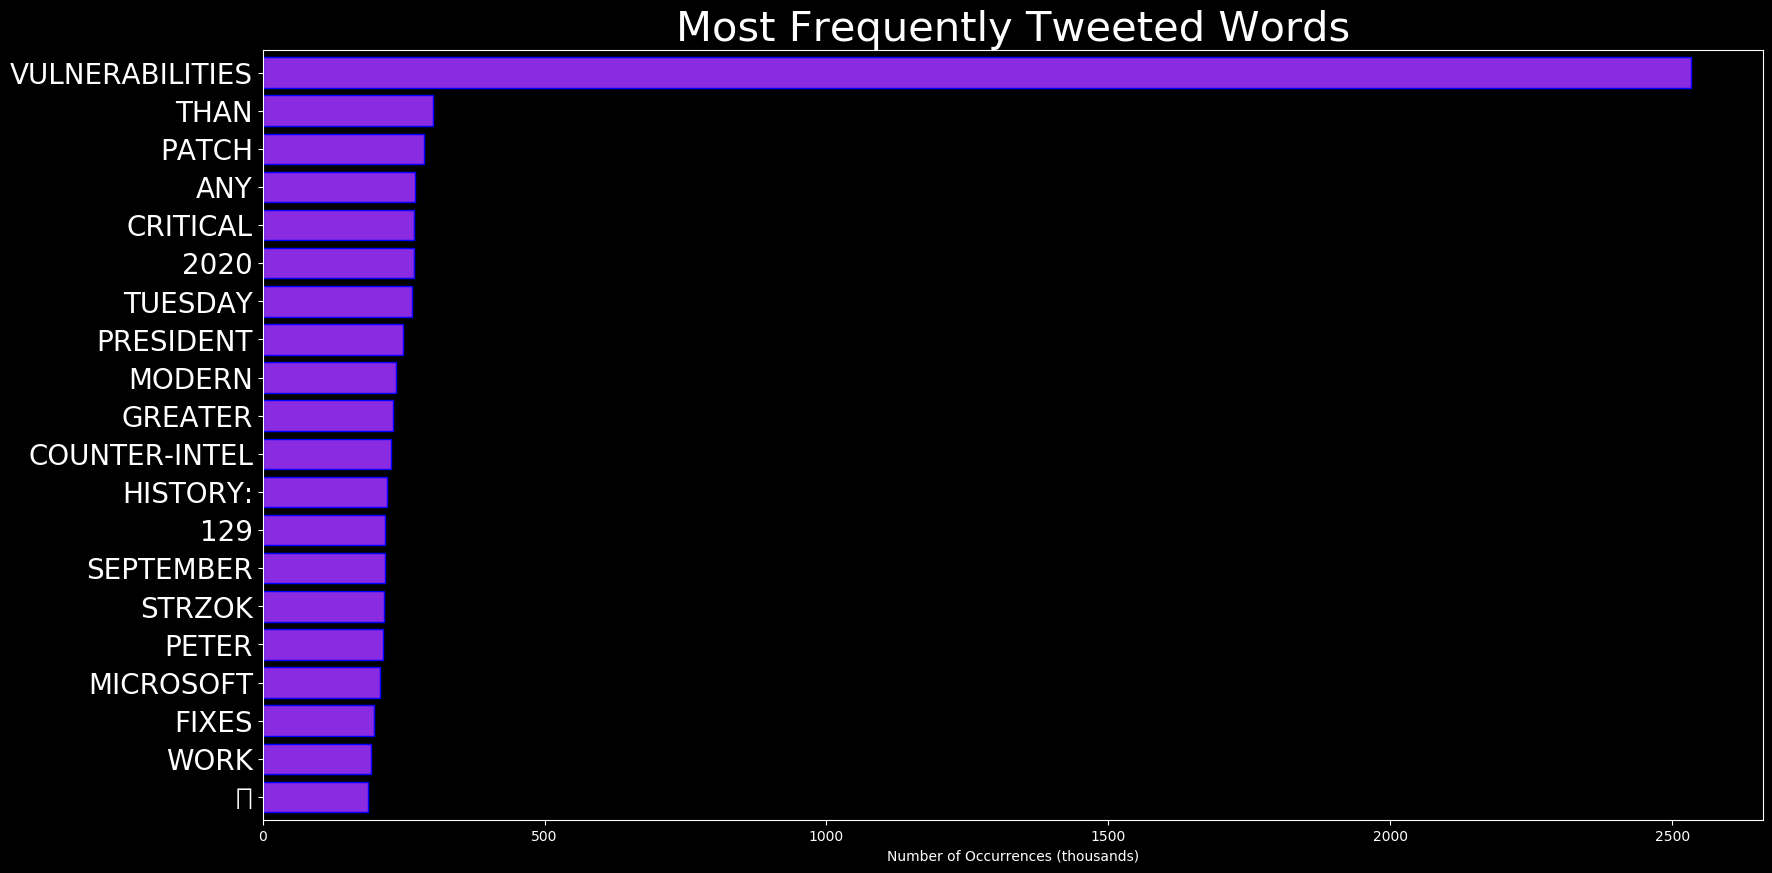 Most Frequently Tweeted Words
VULNERABILITIES
THAN
PATCH
ANY
CRITICAL
2020
TUESDAY
PRESIDENT
MODERN
GREATER
COUNTER-INTEL
HISTORY:
129
SEPTEMBER
STRZOK
PETER
MICROSOFT
FIXES
WORK
0 500 1000 1500 2000 2500
Number of Occurrences (thousands)